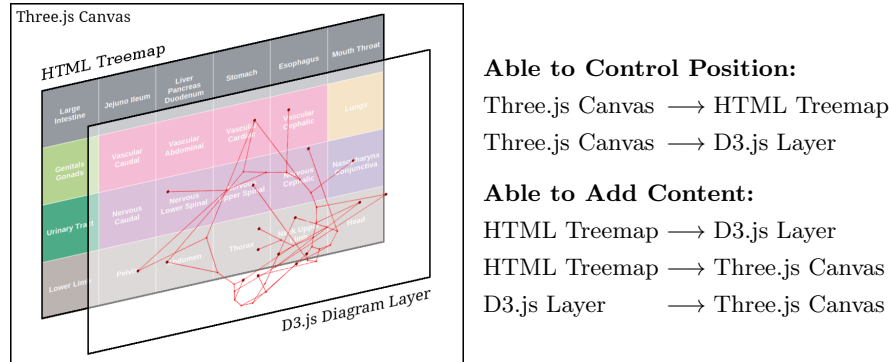 Three.js Canvas
HTML Treemap
Large Intestine
Jejuno Ileum
Liver Pancreas Duodenum
Stomach
Esophagus
Mouth Throat
Genitals Gonads
Vascular Caudal
Vascular Abdominal
Vascular Cardiac
Vascular Cephalic
Lungs
Urinary Tract
Nervous Caudal
Nervous Lower Spinal
Nervous Upper Spinal
Nervous Cephalic
Nasopharynx Conjunctiva
Lower Limb
Pelvis
Abdomen
Thorax
Neck Upper Limb
Head
D3.js Diagram Layer
Able to Control Position:
Three.js Canvas ⟶ HTML Treemap
Three.js Canvas ⟶ D3.js Layer
Able to Add Content:
HTML Treemap ⟶ D3.js Layer
HTML Treemap ⟶ Three.js Canvas
D3.js Layer ⟶ Three.js Canvas